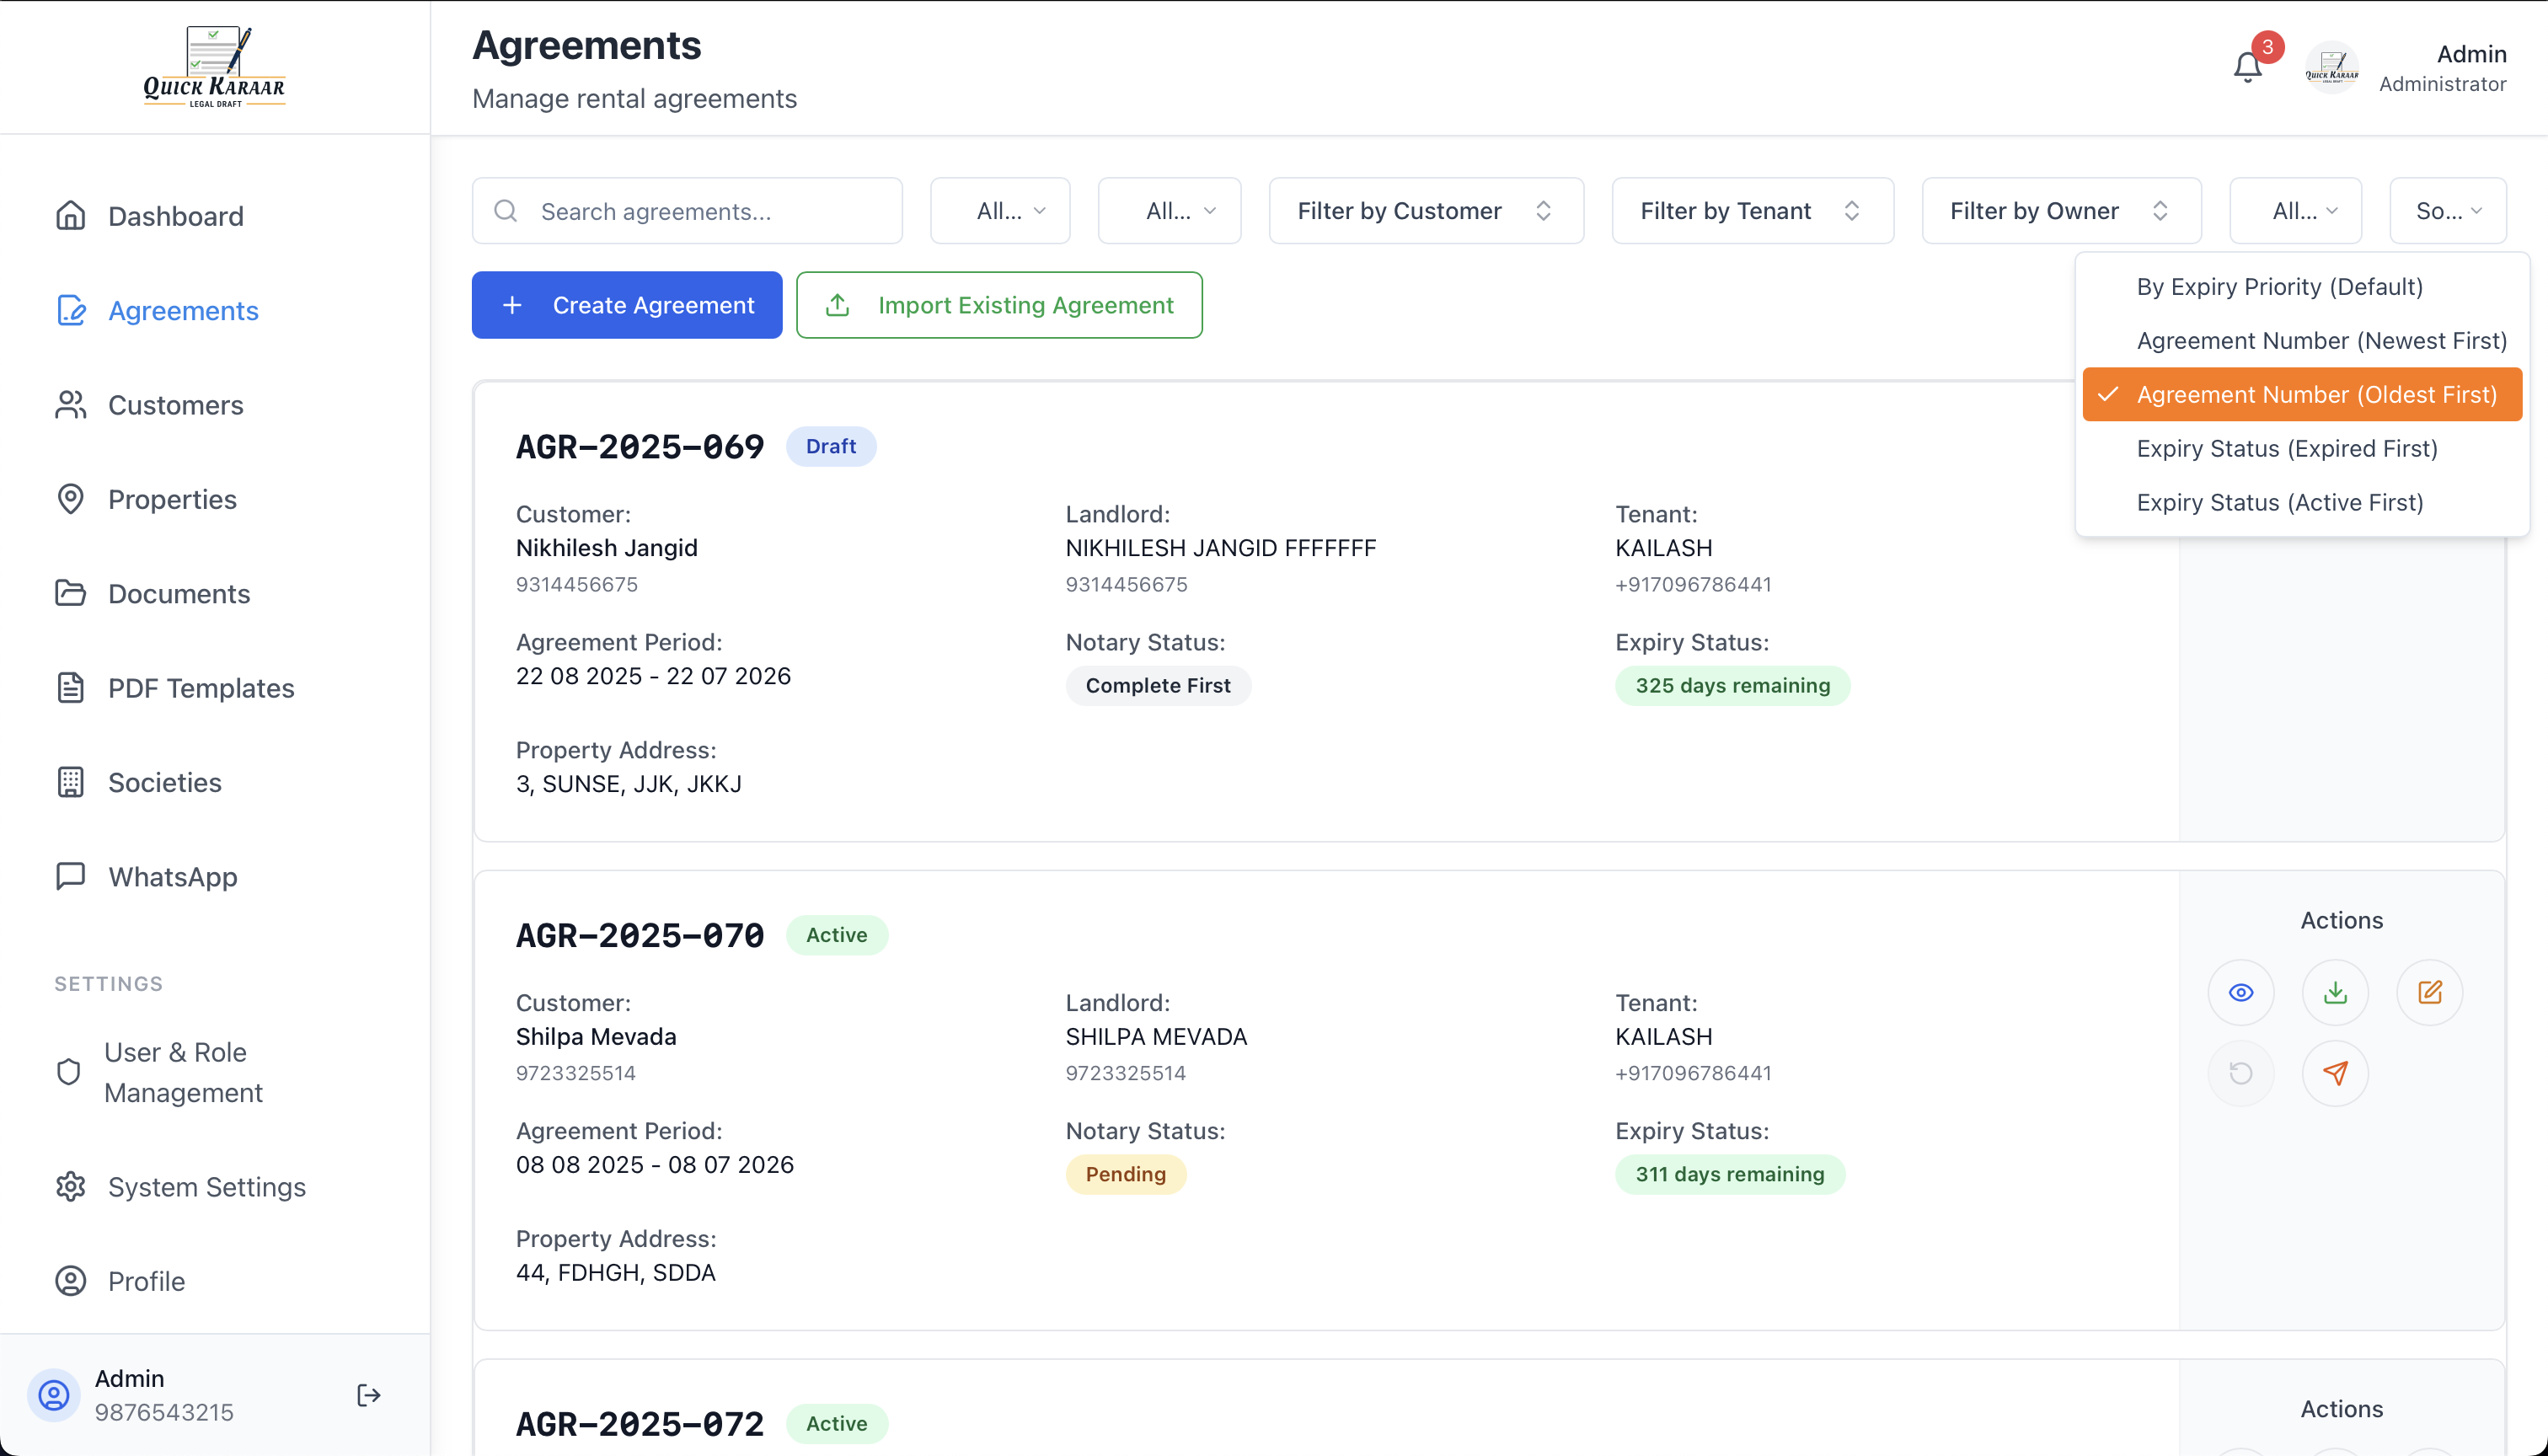 QUICK KARAAR
LEGAL DRAFT
Dashboard
Agreements
Customers
Properties
Documents
PDF Templates
Societies
WhatsApp
SETTINGS
User & Role
Management
System Settings
Profile
Admin
9876543215
Agreements
Manage rental agreements
3
QUICK KARAAR
LEGAL DRAFT
Admin
Administrator
Search agreements...
All...
All...
Filter by Customer
Filter by Tenant
Filter by Owner
All...
So...
Create Agreement
Import Existing Agreement
By Expiry Priority (Default)
Agreement Number (Newest First)
Agreement Number (Oldest First)
Expiry Status (Expired First)
Expiry Status (Active First)
AGR-2025-069 Draft
Customer: Landlord: Tenant:
Nikhilesh Jangid NIKHILESH JANGID FFFFFFF KAILASH
9314456675 9314456675 +917096786441
Agreement Period: Notary Status: Expiry Status:
22 08 2025 - 22 07 2026 Complete First 325 days remaining
Property Address:
3, SUNSE, JJK, JKKJ
AGR-2025-070 Active
Actions
Customer: Landlord: Tenant:
Shilpa Mevada SHILPA MEVADA KAILASH
9723325514 9723325514 +917096786441
Agreement Period: Notary Status: Expiry Status:
08 08 2025 - 08 07 2026 Pending 311 days remaining
Property Address:
44, FDHGH, SDDA
AGR-2025-072 Active
Actions